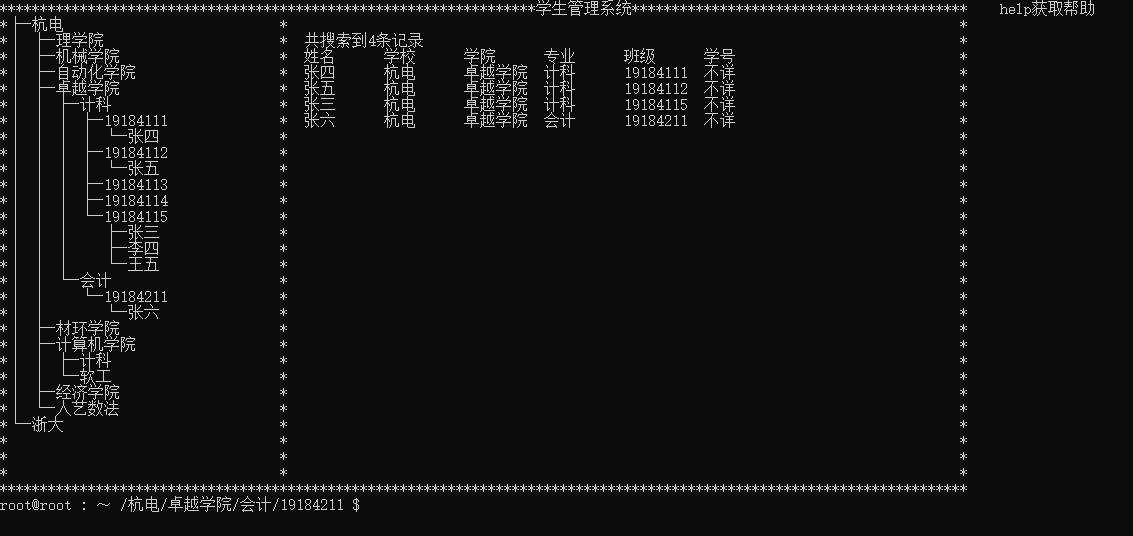 ************************************************************学生管理系统****************************************** help获取帮助
* ├─杭电 * *
* │ ├─理学院 * 共搜索到4条记录 *
* │ ├─机械学院 * 姓名 学校 学院 专业 班级 学号 *
* │ ├─自动化学院 * 张四 杭电 卓越学院 计科 19184111 不详 *
* │ ├─卓越学院 * 张五 杭电 卓越学院 计科 19184112 不详 *
* │ │ ├─计科 * 张三 杭电 卓越学院 计科 19184115 不详 *
* │ │ │ ├─19184111 * 张六 杭电 卓越学院 会计 19184211 不详 *
* │ │ │ │ └─张四 * *
* │ │ │ ├─19184112 * *
* │ │ │ │ └─张五 * *
* │ │ │ ├─19184113 * *
* │ │ │ ├─19184114 * *
* │ │ │ └─19184115 * *
* │ │ │ ├─张三 * *
* │ │ │ ├─李四 * *
* │ │ │ └─王五 * *
* │ │ └─会计 * *
* │ │ └─19184211 * *
* │ │ └─张六 * *
* │ ├─材环学院 * *
* │ ├─计算机学院 * *
* │ │ ├─计科 * *
* │ │ └─软工 * *
* │ ├─经济学院 * *
* │ └─人艺数法 * *
* └─浙大 * *
* * *
* * *
* * *
*************************************************************************************************************************
root@root : ～ /杭电/卓越学院/会计/19184211 $